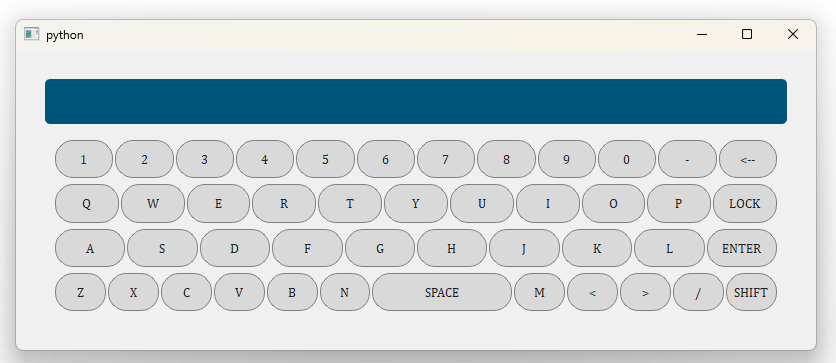 python
1 2 3 4 5 6 7 8 9 0 - <--
Q W E R T Y U I O P LOCK
A S D F G H J K L ENTER
Z X C V B N SPACE M < > / SHIFT